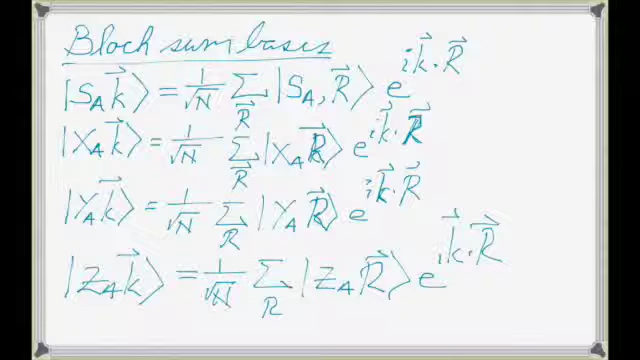 Bloch sum bases
|S_A k⃗⟩ = 1/√N Σ_R⃗ |S_A, R⃗⟩ e^{ik⃗·R⃗}
|X_A k⃗⟩ = 1/√N Σ_R⃗ |X_A R⃗⟩ e^{ik⃗·R⃗}
|Y_A k⃗⟩ = 1/√N Σ_R |Y_A R⃗⟩ e^{ik⃗·R⃗}
|Z_A k⃗⟩ = 1/√N Σ_R |Z_A R⃗⟩ e^{ik⃗·R⃗}